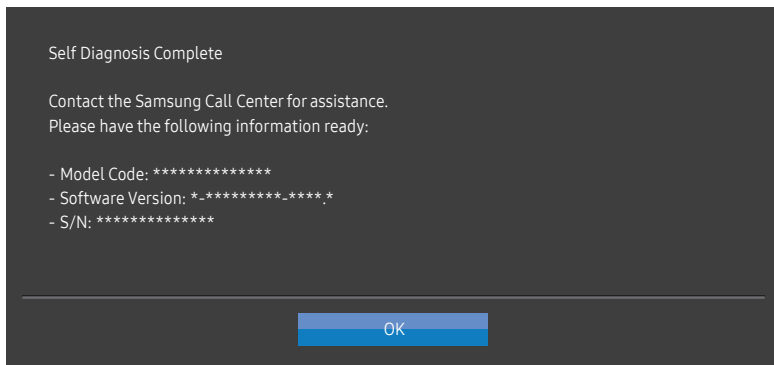 Self Diagnosis Complete
Contact the Samsung Call Center for assistance.
Please have the following information ready:
- Model Code: **************
- Software Version: *-*********-****.*
- S/N: **************
OK